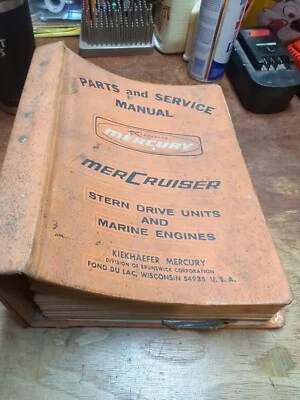 PARTS and SERVICE
MANUAL
KIEKHAEFER
MERCURY
MERCRUISER
STERN DRIVE UNITS
AND
MARINE ENGINES
KIEKHAEFER MERCURY
DIVISION OF BRUNSWICK CORPORATION
FOND DU LAC, WISCONSIN 54935 U.S.A.